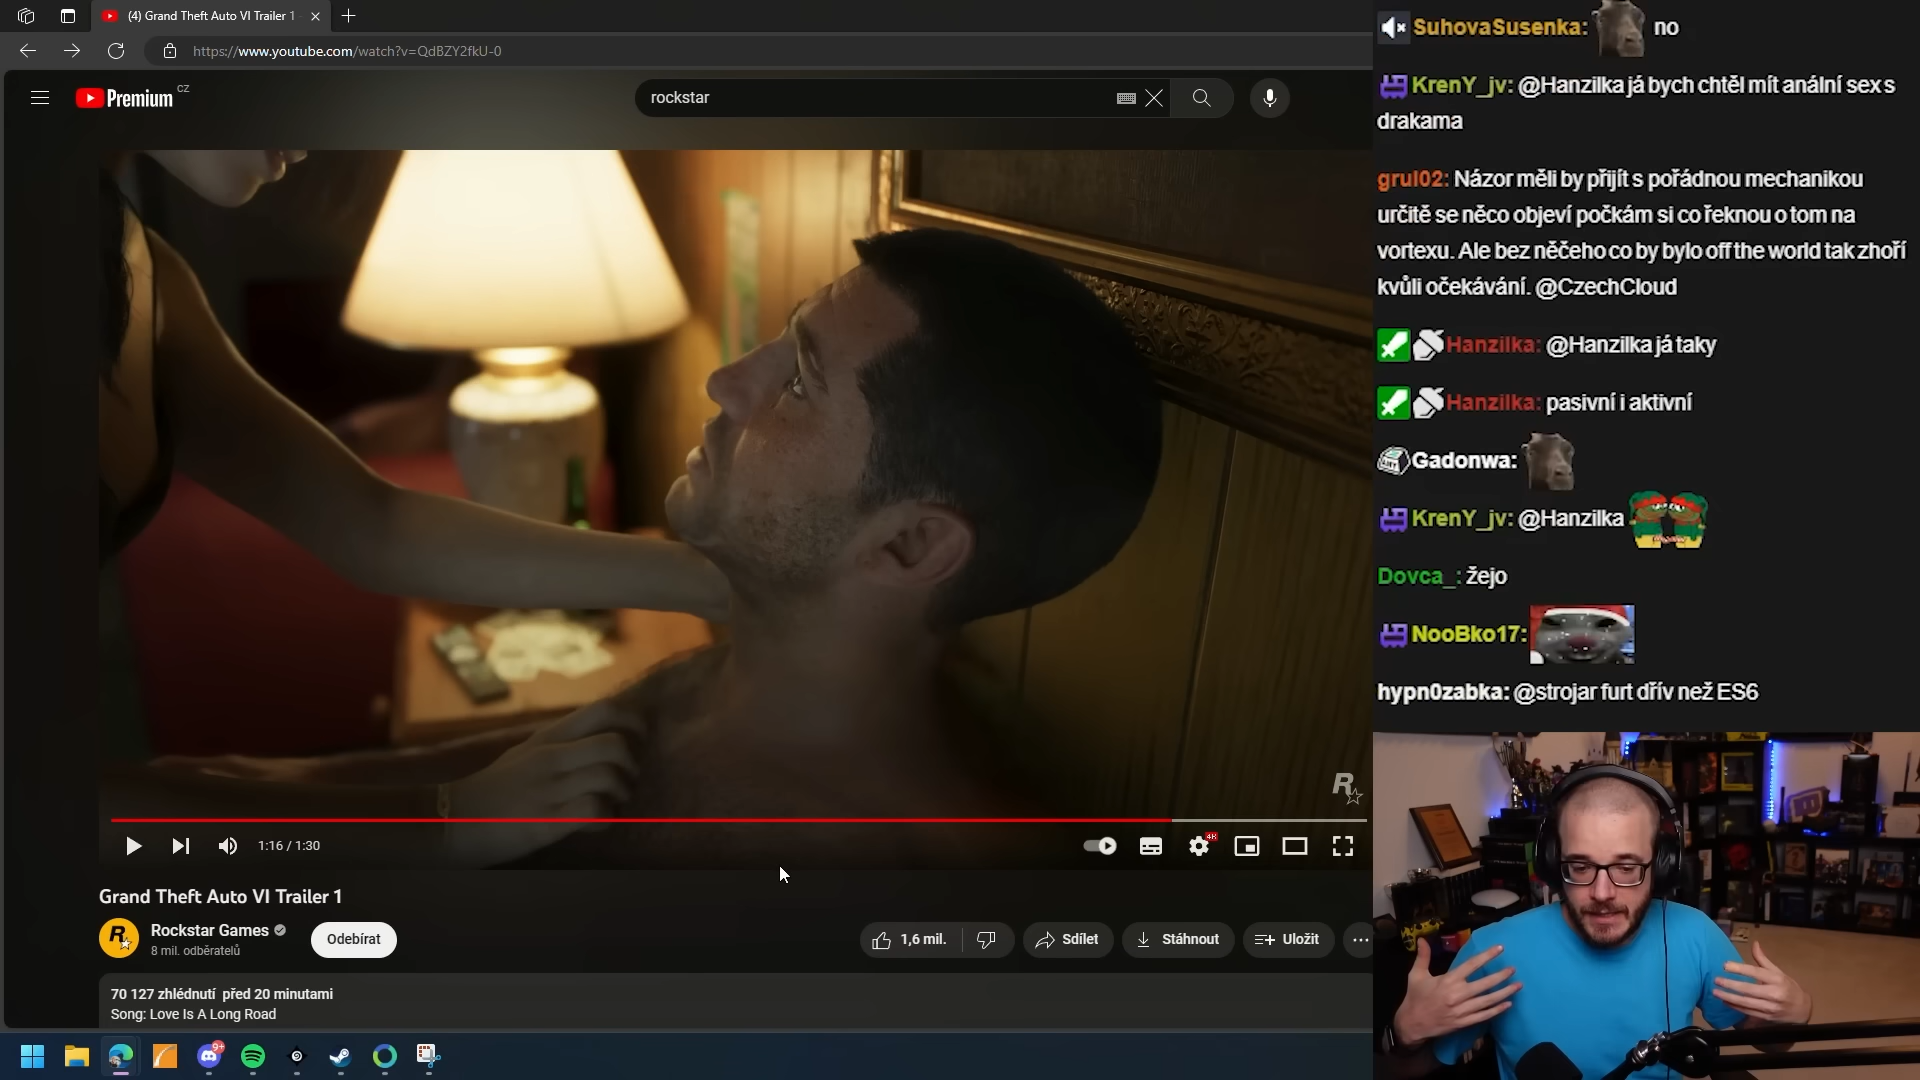 (4) Grand Theft Auto VI Trailer 1
https://www.youtube.com/watch?v=QdBZY2fkU-0
Premium CZ
rockstar
R
1:16 / 1:30
4K
Grand Theft Auto VI Trailer 1
R
Rockstar Games
8 mil. odběratelů
Odebírat
1,6 mil.
Sdílet
Stáhnout
Uložit
70 127 zhlédnutí před 20 minutami
Song: Love Is A Long Road
9+
SuhovaSusenka: no
KrenY_jv: @Hanzilka já bych chtěl mít anální sex s
drakama
grul02: Názor měli by přijít s pořádnou mechanikou
určitě se něco objeví počkám si co řeknou o tom na
vortexu. Ale bez něčeho co by bylo off the world tak zhoří
kvůli očekávání. @CzechCloud
Hanzilka: @Hanzilka já taky
Hanzilka: pasivní i aktivní
Gadonwa:
KrenY_jv: @Hanzilka
Dovca_: žejo
NooBko17:
hypn0zabka: @strojar furt dřív než ES6